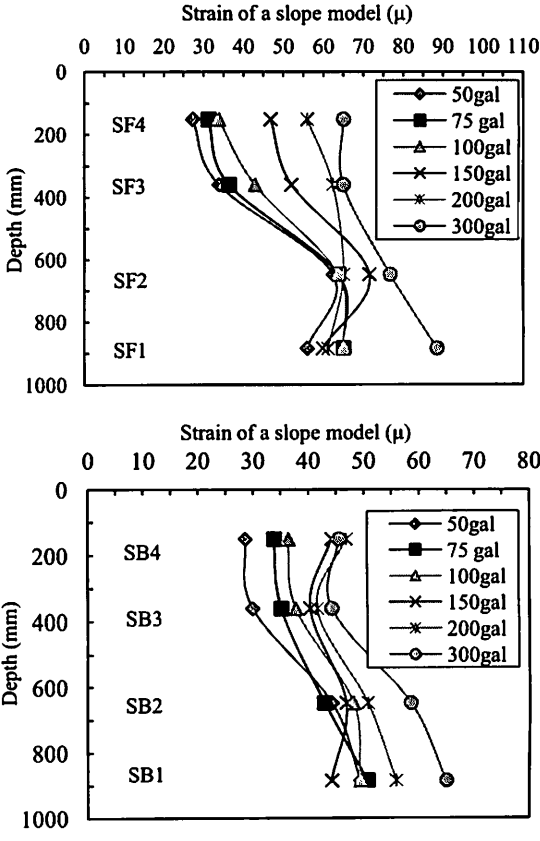 Strain of a slope model (μ)
0 10 20 30 40 50 60 70 80 90 100 110
0
200
400
600
800
1000
Depth (mm)
SF4
SF3
SF2
SF1
50gal
75 gal
100gal
150gal
200gal
300gal
Strain of a slope model (μ)
0 10 20 30 40 50 60 70 80
0
200
400
600
800
1000
Depth (mm)
SB4
SB3
SB2
SB1
50gal
75 gal
100gal
150gal
200gal
300gal